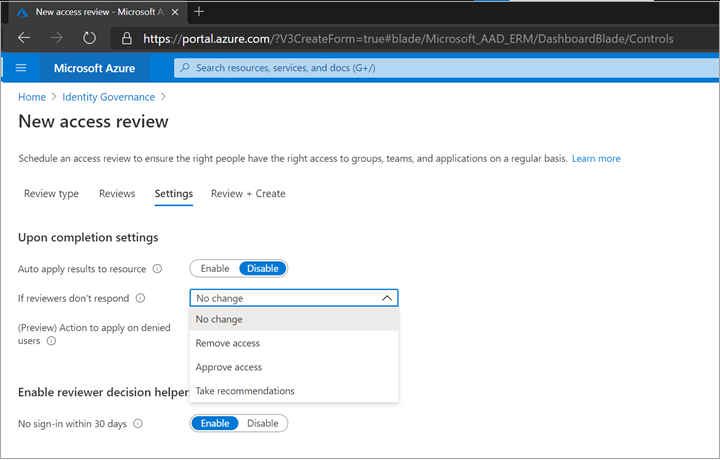 New access review - Microsoft A
https://portal.azure.com/?V3CreateForm=true#blade/Microsoft_AAD_ERM/DashboardBlade/Controls
Microsoft Azure
Search resources, services, and docs (G+/)
Home > Identity Governance >
New access review
Schedule an access review to ensure the right people have the right access to groups, teams, and applications on a regular basis. Learn more
Review type Reviews Settings Review + Create
Upon completion settings
Auto apply results to resource Enable Disable
If reviewers don't respond No change
No change
(Preview) Action to apply on denied
users
Remove access
Approve access
Take recommendations
Enable reviewer decision helper
No sign-in within 30 days Enable Disable